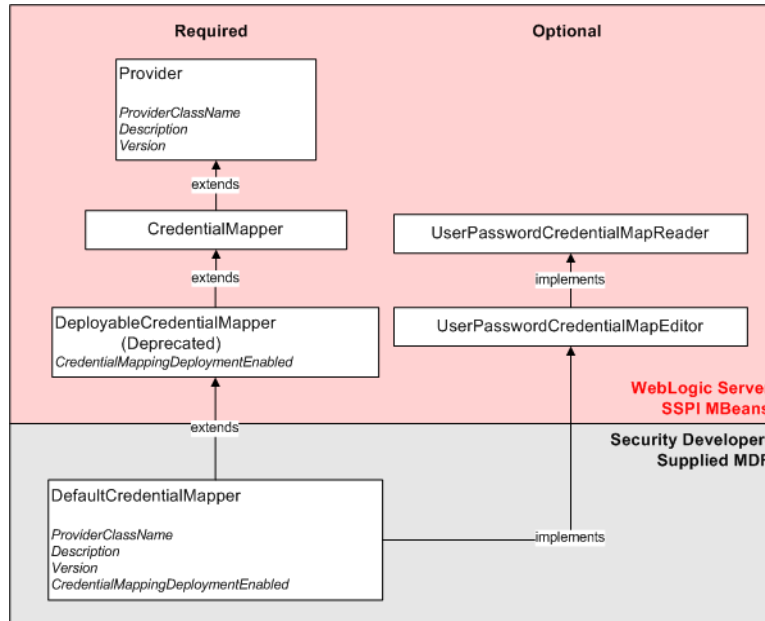 Required
Optional
Provider
ProviderClassName
Description
Version
extends
CredentialMapper
UserPasswordCredentialMapReader
extends
implements
DeployableCredentialMapper
(Deprecated)
CredentialMappingDeploymentEnabled
UserPasswordCredentialMapEditor
WebLogic Serve
SSPI MBeans
extends
Security Developer
Supplied MD
DefaultCredentialMapper
ProviderClassName
Description
Version
CredentialMappingDeploymentEnabled
implements